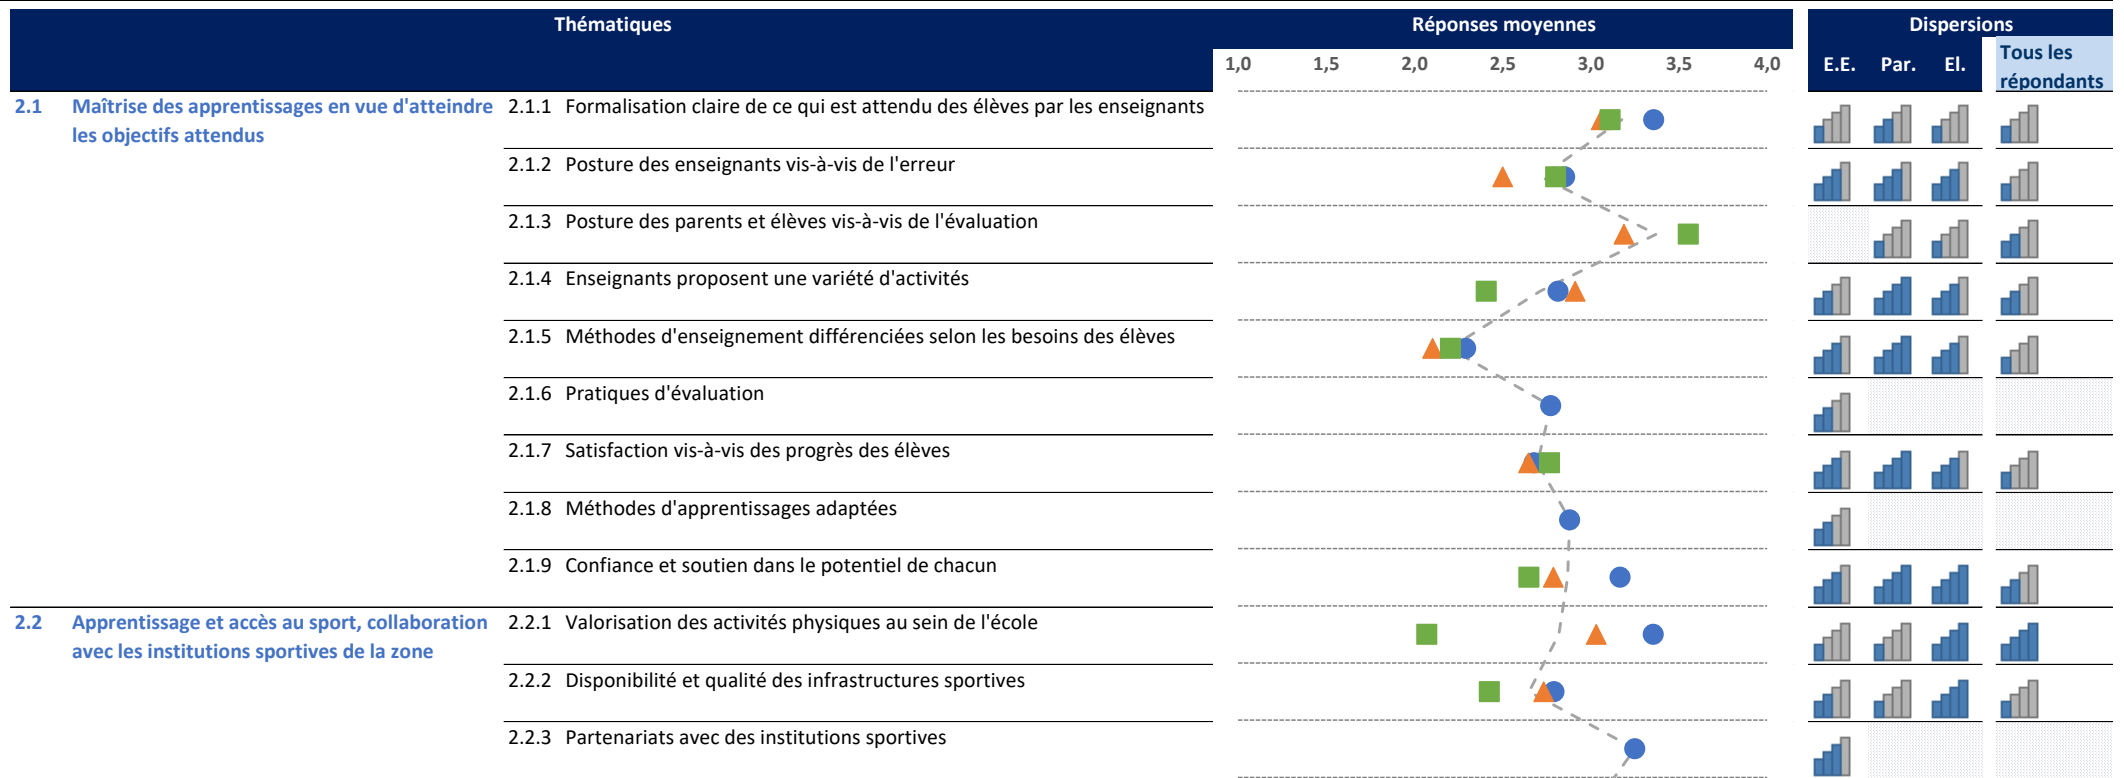 Thématiques
Réponses moyennes
Dispersions
1,0 1,5 2,0 2,5 3,0 3,5 4,0
E.E. Par. El. Tous les
répondants
2.1 Maîtrise des apprentissages en vue d'atteindre
les objectifs attendus
2.1.1 Formalisation claire de ce qui est attendu des élèves par les enseignants
2.1.2 Posture des enseignants vis-à-vis de l'erreur
2.1.3 Posture des parents et élèves vis-à-vis de l'évaluation
2.1.4 Enseignants proposent une variété d'activités
2.1.5 Méthodes d'enseignement différenciées selon les besoins des élèves
2.1.6 Pratiques d'évaluation
2.1.7 Satisfaction vis-à-vis des progrès des élèves
2.1.8 Méthodes d'apprentissages adaptées
2.1.9 Confiance et soutien dans le potentiel de chacun
2.2 Apprentissage et accès au sport, collaboration
avec les institutions sportives de la zone
2.2.1 Valorisation des activités physiques au sein de l'école
2.2.2 Disponibilité et qualité des infrastructures sportives
2.2.3 Partenariats avec des institutions sportives